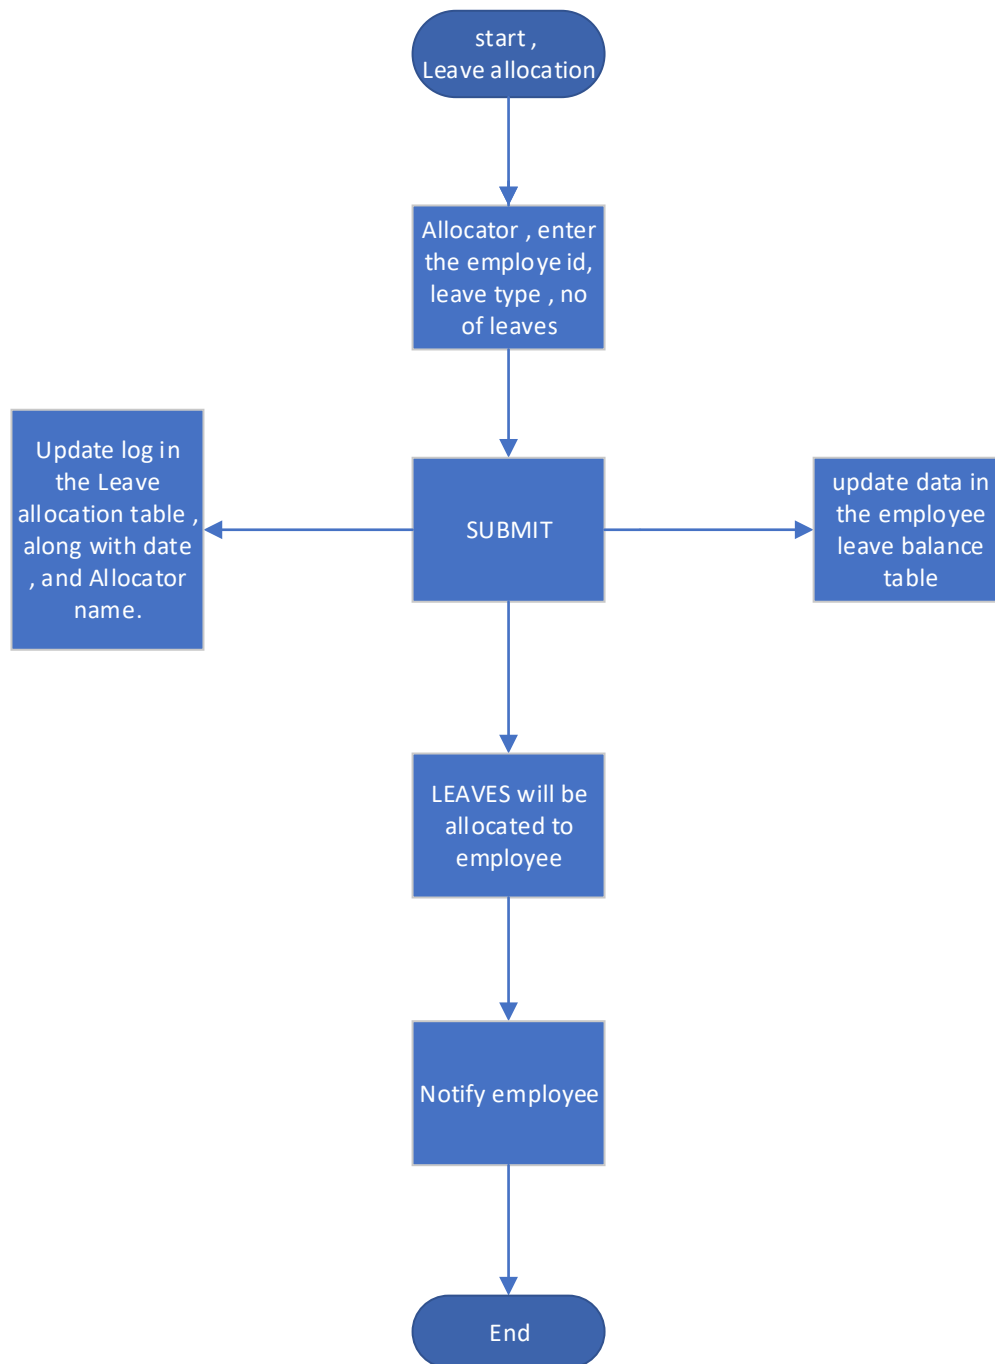 start ,
Leave allocation
Allocator , enter
the employe id,
leave type , no
of leaves
Update log in
the Leave
allocation table ,
along with date
, and Allocator
name.
SUBMIT
update data in
the employee
leave balance
table
LEAVES will be
allocated to
employee
Notify employee
End